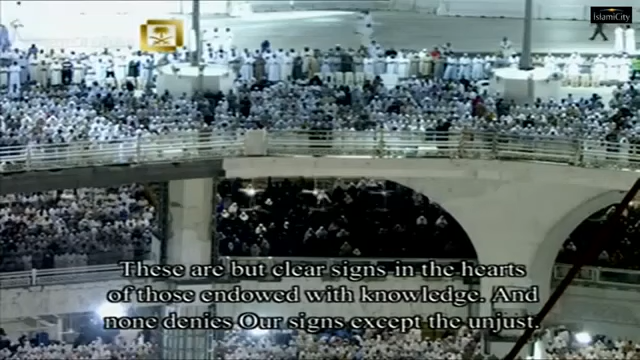 IslamiCity
These are but clear signs in the hearts
of those endowed with knowledge. And
none denies Our signs except the unjust.